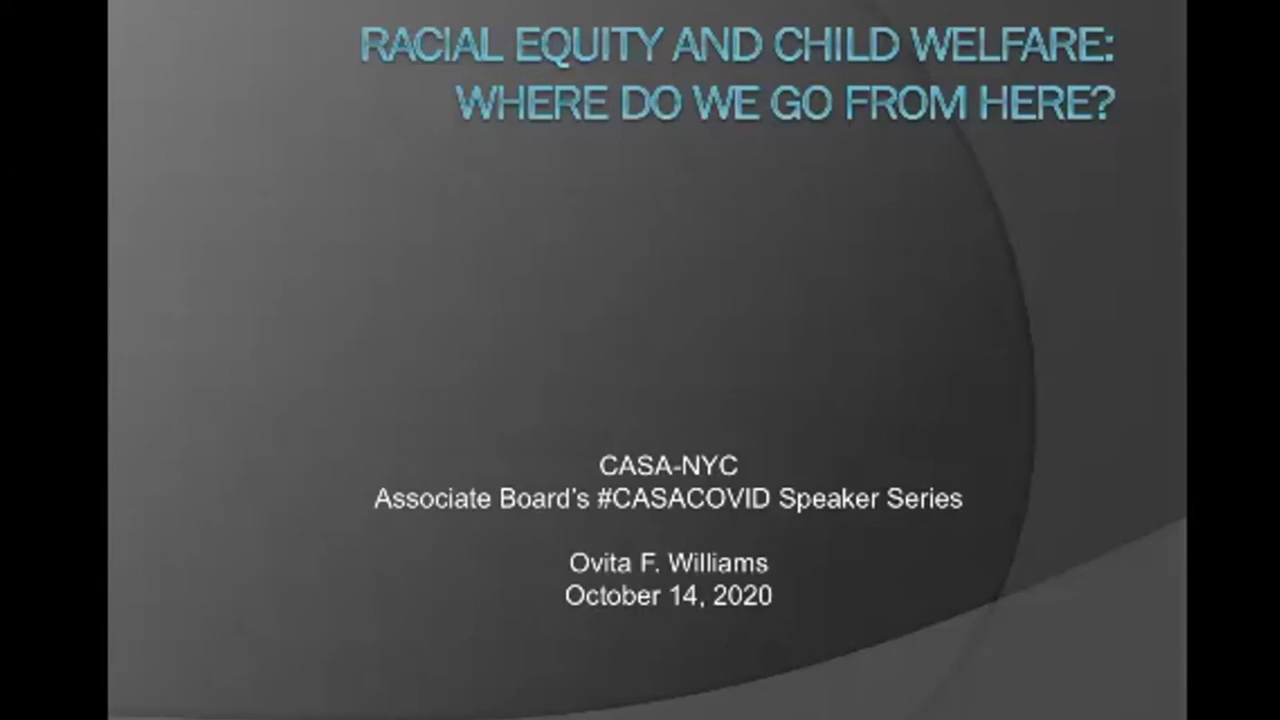 RACIAL EQUITY AND CHILD WELFARE:
WHERE DO WE GO FROM HERE?
CASA-NYC
Associate Board’s #CASACOVID Speaker Series
Ovita F. Williams
October 14, 2020